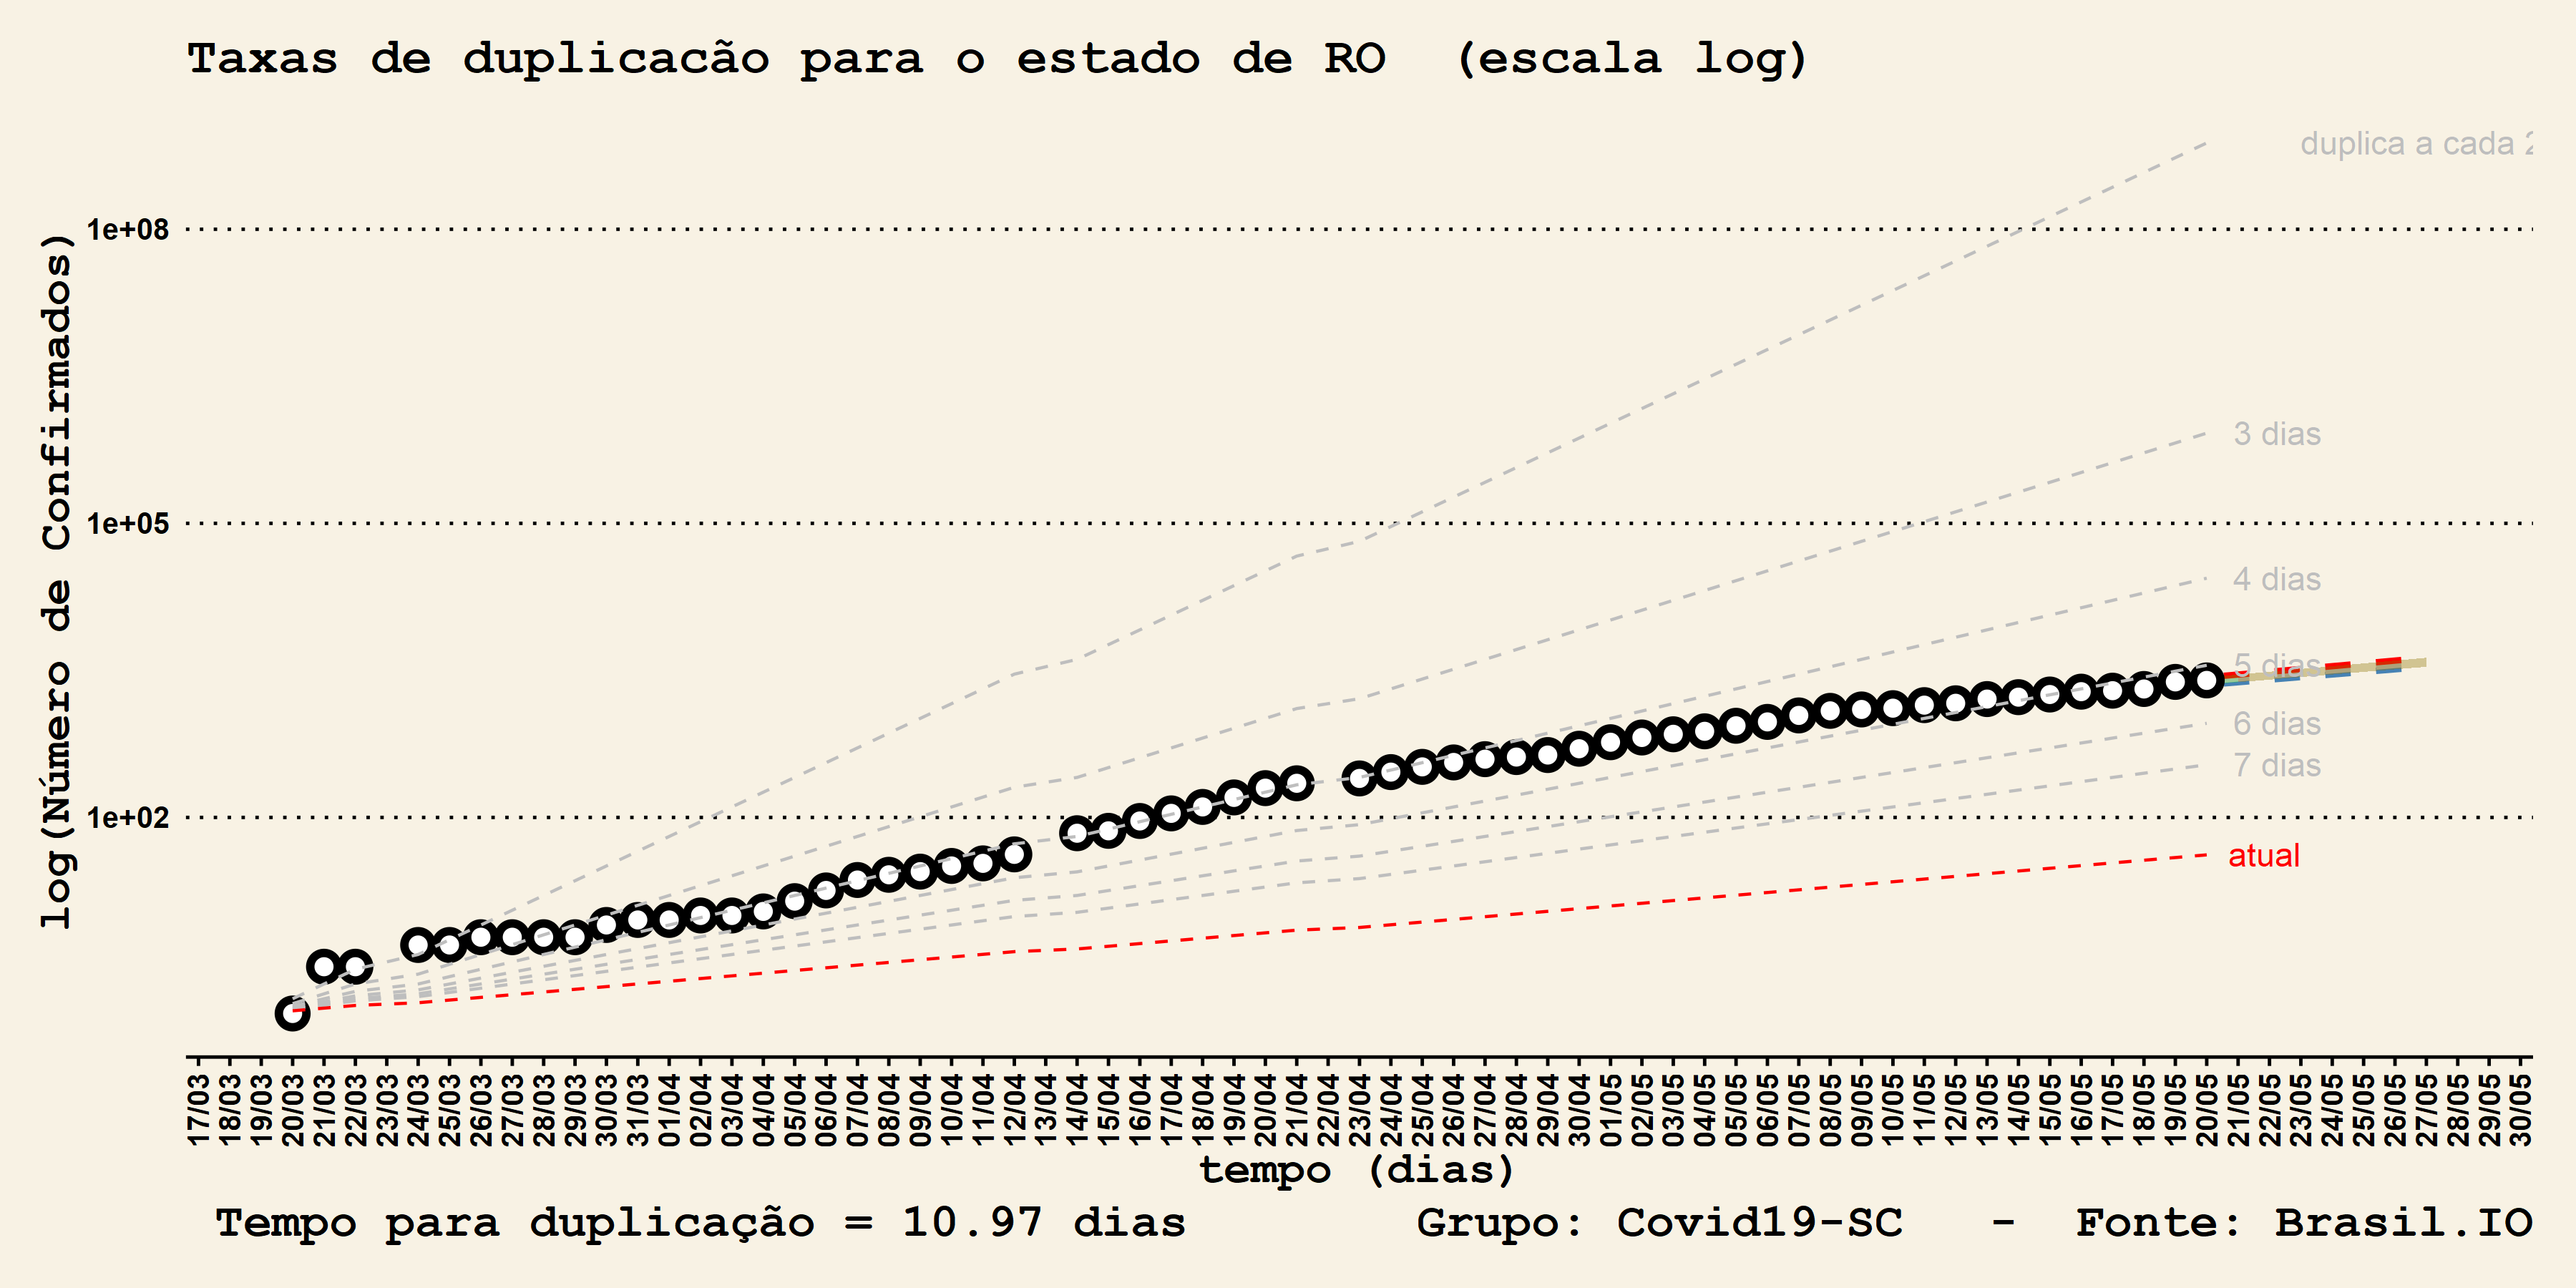 Taxas de duplicacão para o estado de RO (escala log)
duplica a cada 2
1e+08
3 dias
1e+05
4 dias
5 dias
6 dias
7 dias
1e+02
atual
log(Número de Confirmados)
17/03 18/03 19/03 20/03 21/03 22/03 23/03 24/03 25/03 26/03 27/03 28/03 29/03 30/03 31/03 01/04 02/04 03/04 04/04 05/04 06/04 07/04 08/04 09/04 10/04 11/04 12/04 13/04 14/04 15/04 16/04 17/04 18/04 19/04 20/04 21/04 22/04 23/04 24/04 25/04 26/04 27/04 28/04 29/04 30/04 01/05 02/05 03/05 04/05 05/05 06/05 07/05 08/05 09/05 10/05 11/05 12/05 13/05 14/05 15/05 16/05 17/05 18/05 19/05 20/05 21/05 22/05 23/05 24/05 25/05 26/05 27/05 28/05 29/05 30/05
tempo (dias)
Tempo para duplicação = 10.97 dias Grupo: Covid19-SC - Fonte: Brasil.IO